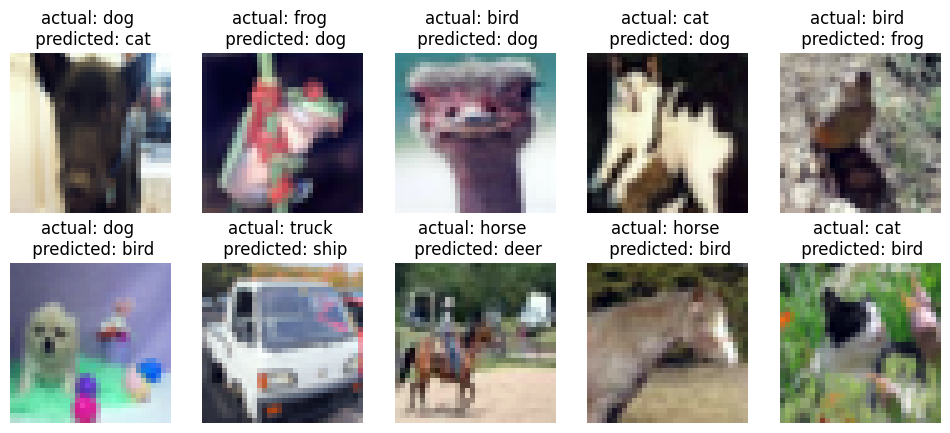 actual: dog
predicted: cat
actual: frog
predicted: dog
actual: bird
predicted: dog
actual: cat
predicted: dog
actual: bird
predicted: frog
actual: dog
predicted: bird
actual: truck
predicted: ship
actual: horse
predicted: deer
actual: horse
predicted: bird
actual: cat
predicted: bird